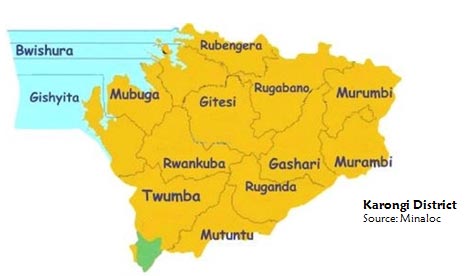 Rubengera
Bwishura
Rugabano
Murumbi
Gishyita
Mubuga
Gitesi
Rwankuba
Gashari
Murambi
Twumba
Ruganda
Mutuntu
Karongi District
Source: Minaloc